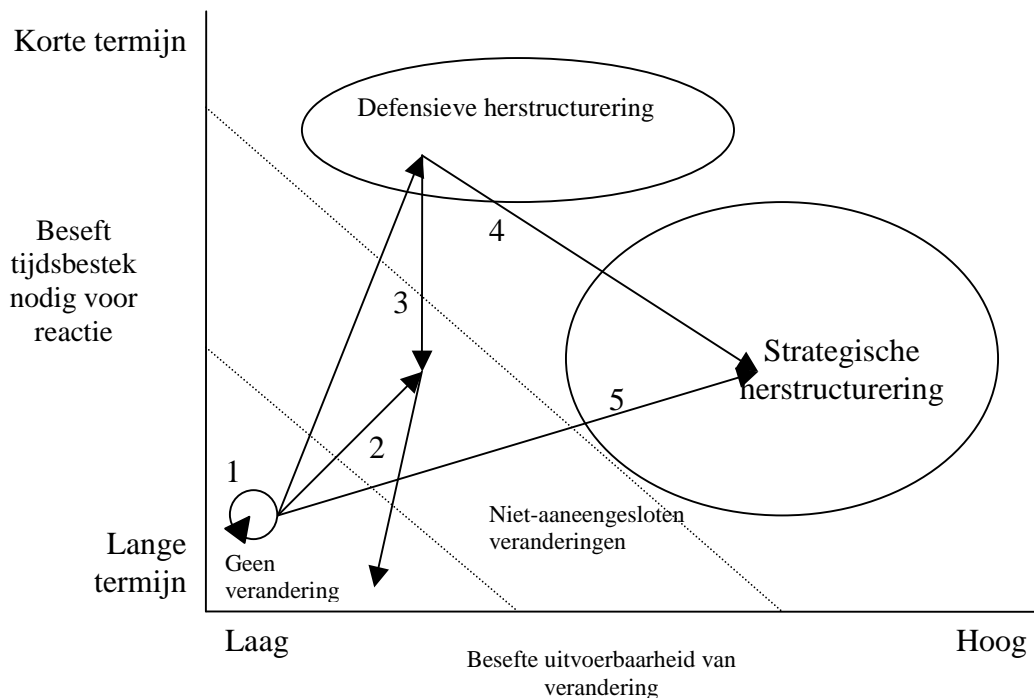 Korte termijn
Defensieve herstructurering
4
Beseft
tijdsbestek
nodig voor
reactie
3
Strategische
herstructurering
5
2
1
Niet-aaneengesloten
veranderingen
Lange
termijn
Geen
verandering
Laag
Hoog
Besefte uitvoerbaarheid van
verandering